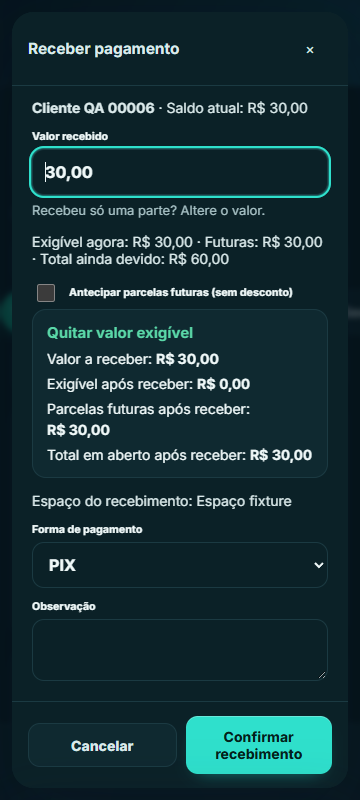 Receber pagamento
×
Cliente QA 00006 · Saldo atual: R$ 30,00
Valor recebido
30,00
Recebeu só uma parte? Altere o valor.
Exigível agora: R$ 30,00 · Futuras: R$ 30,00
· Total ainda devido: R$ 60,00
Antecipar parcelas futuras (sem desconto)
Quitar valor exigível
Valor a receber: R$ 30,00
Exigível após receber: R$ 0,00
Parcelas futuras após receber:
R$ 30,00
Total em aberto após receber: R$ 30,00
Espaço do recebimento: Espaço fixture
Forma de pagamento
PIX
Observação
Cancelar
Confirmar
recebimento